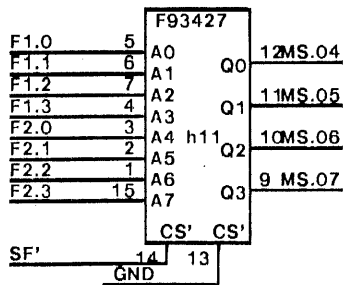 F93427
F1.0 5 A0
12 MS.04
F1.1 6 A1 Q0
F1.2 7 A2
11 MS.05
F1.3 4 A3 Q1
F2.0 3 A4 h11
10 MS.06
F2.1 2 A5 Q2
F2.2 1 A6
9 MS.07
F2.3 15 A7 Q3
CS' CS'
SF' 14 13
GND